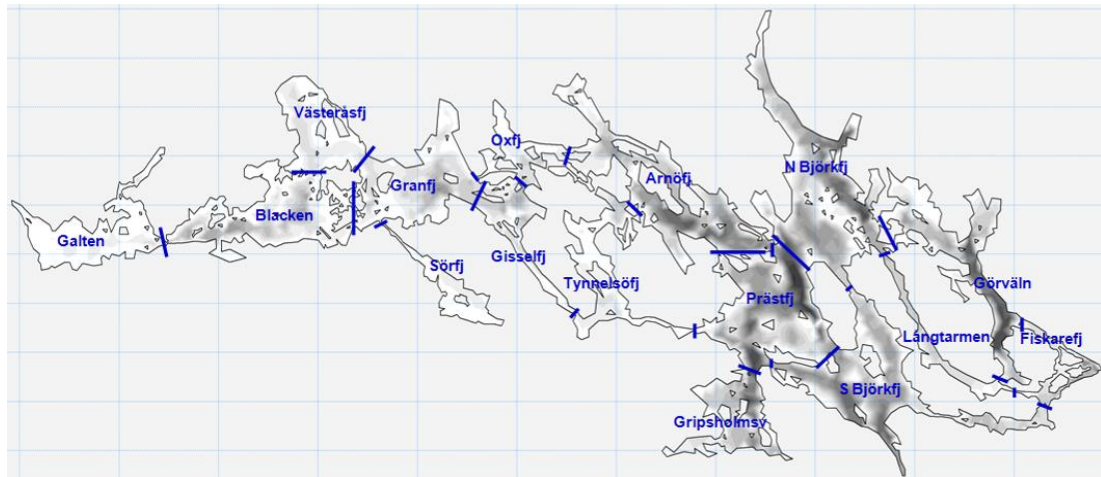 Västeråsfj
Oxfj
N Björkfj
Granfj
Arnöfj
Blacken
Galten
Gisselfj
Sörfj
Tynnelsöfj
Prästfj
Görväln
Långtarmen
Fiskarefj
S Björkfj
Gripsholmsv